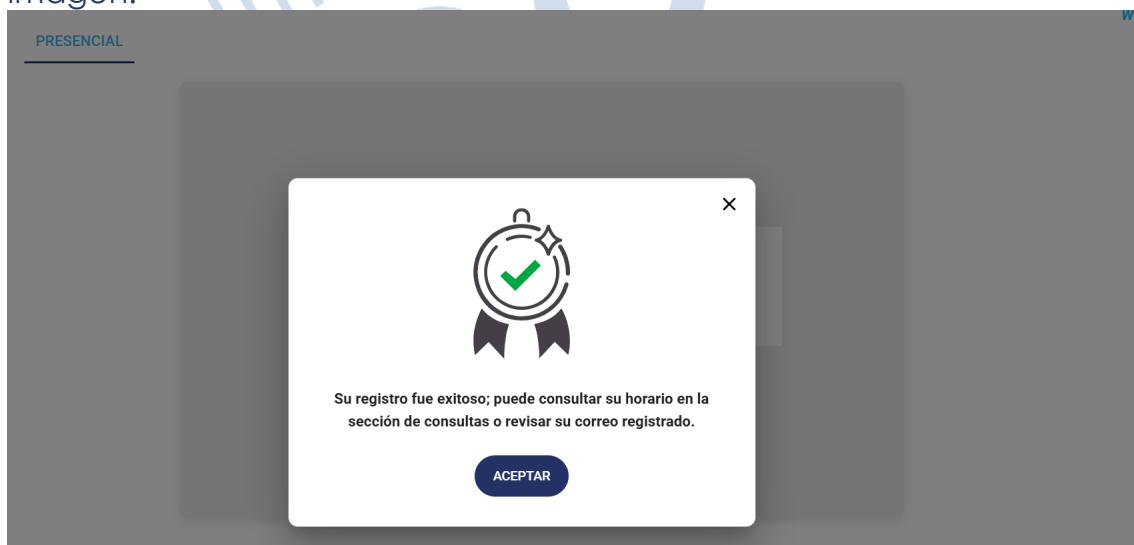 imagen:
W
PRESENCIAL
Su registro fue exitoso; puede consultar su horario en la
sección de consultas o revisar su correo registrado.
ACEPTAR